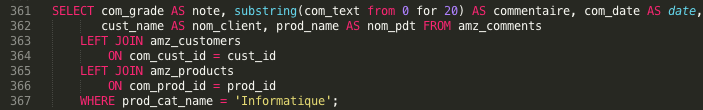 361 SELECT com_grade AS note, substring(com_text from 0 for 20) AS commentaire, com_date AS date,
362 cust_name AS nom_client, prod_name AS nom_pdt FROM amz_comments
363 LEFT JOIN amz_customers
364 ON com_cust_id = cust_id
365 LEFT JOIN amz_products
366 ON com_prod_id = prod_id
367 WHERE prod_cat_name = 'Informatique';